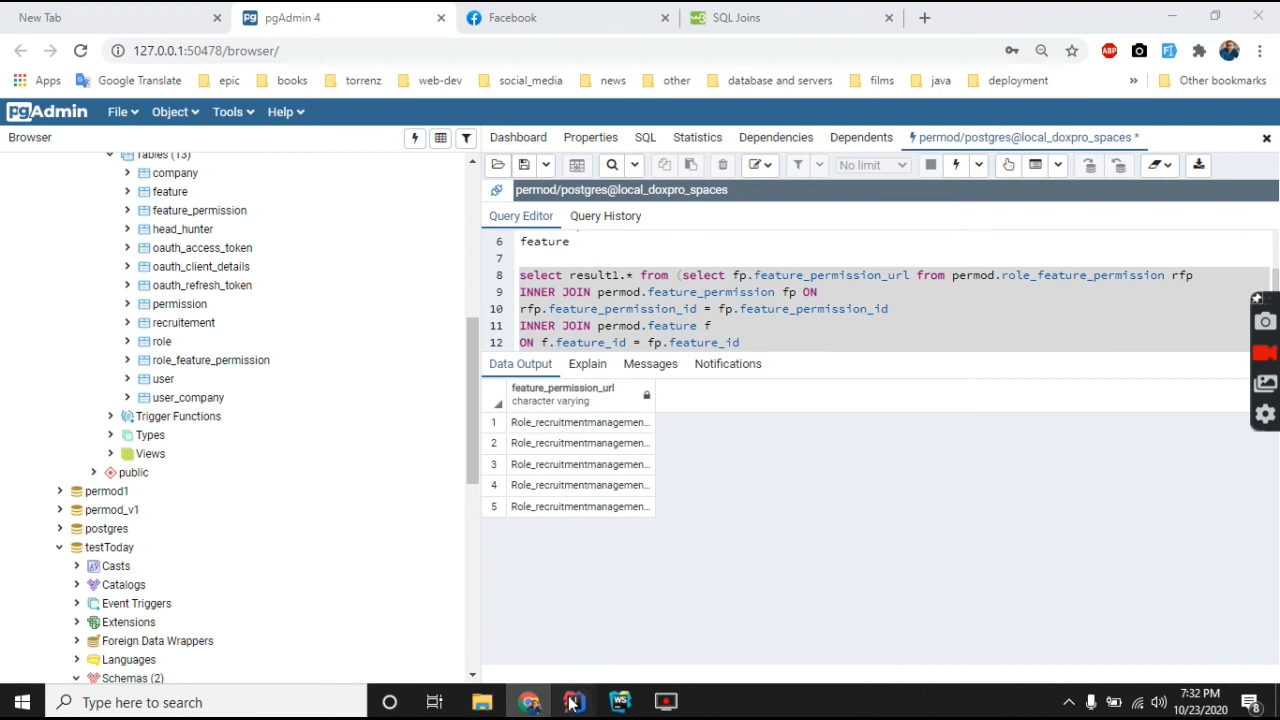 New Tab
pgAdmin 4
Facebook
SQL Joins
127.0.0.1:50478/browser/
ABP
Apps
Google Translate
epic
books
torrenz
web-dev
social_media
news
other
database and servers
films
java
deployment
»
Other bookmarks
pgAdmin
File
Object
Tools
Help
Browser
Dashboard
Properties
SQL
Statistics
Dependencies
Dependents
permod/postgres@local_doxpro_spaces *
No limit
permod/postgres@local_doxpro_spaces
Query Editor
Query History
6 feature
7
8 select result1.* from (select fp.feature_permission_url from permod.role_feature_permission rfp
9 INNER JOIN permod.feature_permission fp ON
10 rfp.feature_permission_id = fp.feature_permission_id
11 INNER JOIN permod.feature f
12 ON f.feature_id = fp.feature_id
Data Output
Explain
Messages
Notifications
feature_permission_url
character varying
1 Role_recruitmentmanagemen...
2 Role_recruitmentmanagemen...
3 Role_recruitmentmanagemen...
4 Role_recruitmentmanagemen...
5 Role_recruitmentmanagemen...
Tables (13)
company
feature
feature_permission
head_hunter
oauth_access_token
oauth_client_details
oauth_refresh_token
permission
recruitment
role
role_feature_permission
user
user_company
Trigger Functions
Types
Views
public
permod1
permod_v1
postgres
testToday
Casts
Catalogs
Event Triggers
Extensions
Foreign Data Wrappers
Languages
Schemas (2)
Type here to search
WS
7:32 PM
10/23/2020
8